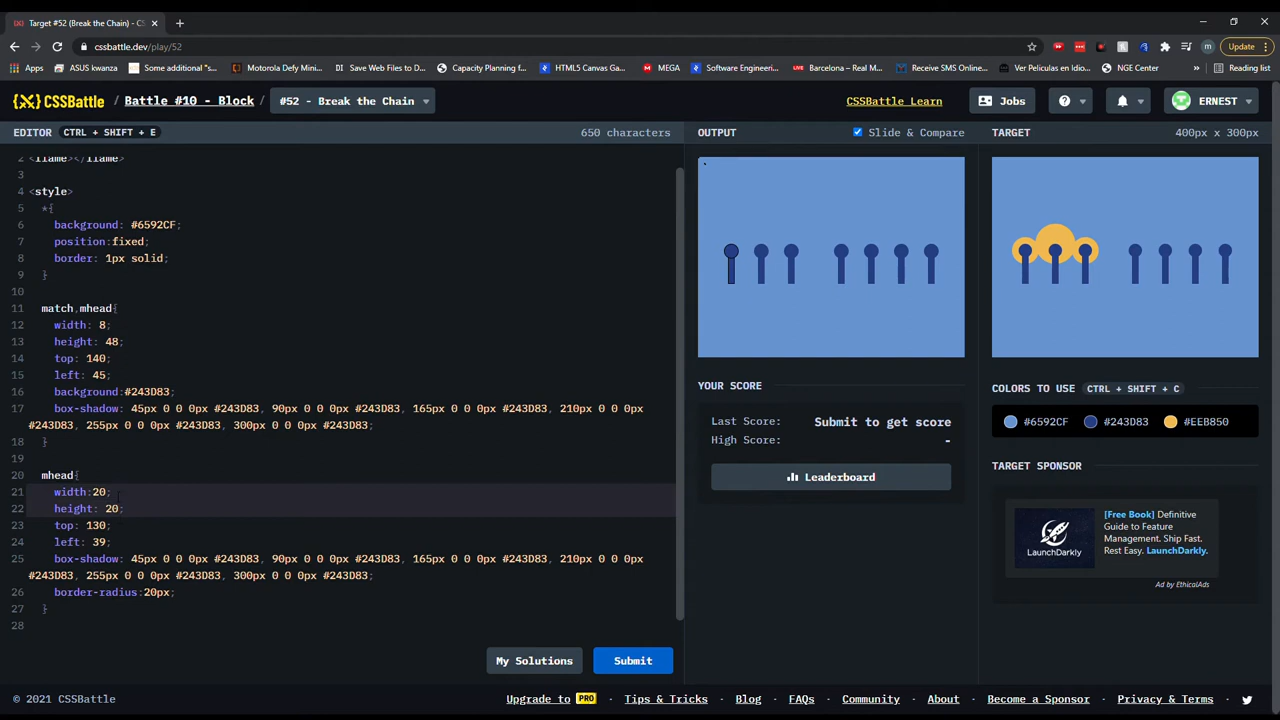 Target #52 (Break the Chain) - CS
cssbattle.dev/play/52
Update
Apps
ASUS kwanza
Some additional "s...
Motorola Defy Mini...
Save Web Files to D...
Capacity Planning f...
HTML5 Canvas Ga...
MEGA
Software Engineeri...
LIVE Barcelona – Real M...
Receive SMS Online...
Ver Peliculas en Idio...
NGE Center
»
Reading list
CSSBattle / Battle #10 - Block / #52 - Break the Chain
CSSBattle Learn
Jobs
ERNEST
EDITOR CTRL + SHIFT + E 650 characters
OUTPUT Slide & Compare
TARGET 400px x 300px
2 <flame></flame>
3
4 <style>
5 *{
6 background: #6592CF;
7 position:fixed;
8 border: 1px solid;
9 }
10
11 match,mhead{
12 width: 8;
13 height: 48;
14 top: 140;
15 left: 45;
16 background:#243D83;
17 box-shadow: 45px 0 0 0px #243D83, 90px 0 0 0px #243D83, 165px 0 0 0px #243D83, 210px 0 0 0px
#243D83, 255px 0 0 0px #243D83, 300px 0 0 0px #243D83;
18 }
19
20 mhead{
21 width:20;
22 height: 20;
23 top: 130;
24 left: 39;
25 box-shadow: 45px 0 0 0px #243D83, 90px 0 0 0px #243D83, 165px 0 0 0px #243D83, 210px 0 0 0px
#243D83, 255px 0 0 0px #243D83, 300px 0 0 0px #243D83;
26 border-radius:20px;
27 }
28
My Solutions
Submit
YOUR SCORE
Last Score: Submit to get score
High Score: -
Leaderboard
COLORS TO USE CTRL + SHIFT + C
#6592CF #243D83 #EEB850
TARGET SPONSOR
LaunchDarkly
[Free Book] Definitive
Guide to Feature
Management. Ship Fast.
Rest Easy. LaunchDarkly.
Ad by EthicalAds
© 2021 CSSBattle
Upgrade to PRO
Tips & Tricks
Blog
FAQs
Community
About
Become a Sponsor
Privacy & Terms